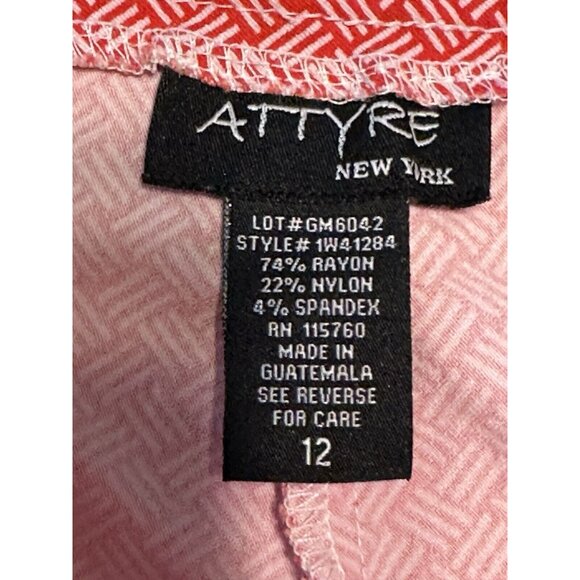 ATTYRE
NEW YORK
LOT# GM6042
STYLE# 1W41284
74% RAYON
22% NYLON
4% SPANDEX
RN 115760
MADE IN
GUATEMALA
SEE REVERSE
FOR CARE
12